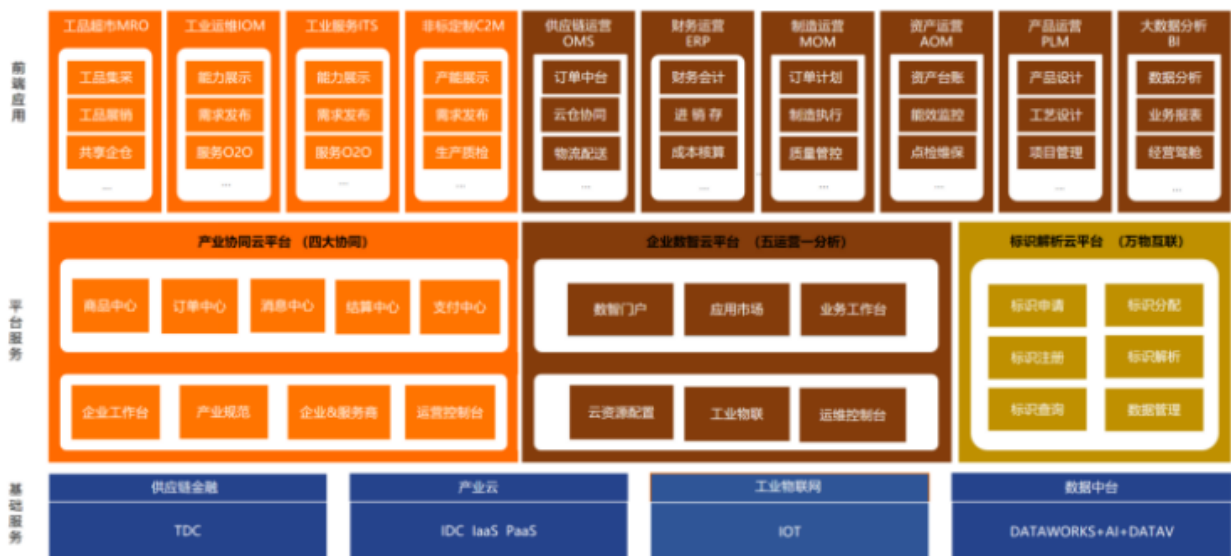 前端应用
工品超市MRO
工品集采
工品展销
共享企仓
...
工业运维IOM
能力展示
需求发布
服务O2O
...
工业服务ITS
能力展示
需求发布
服务O2O
...
非标定制C2M
产能展示
需求发布
生产质检
...
供应链运营
OMS
订单中台
云仓协同
物流配送
...
财务运营
ERP
财务会计
进 销 存
成本核算
...
制造运营
MOM
订单计划
制造执行
质量管控
...
资产运营
AOM
资产台账
能效监控
点检维保
...
产品运营
PLM
产品设计
工艺设计
项目管理
...
大数据分析
BI
数据分析
业务报表
经营驾舱
...
平台服务
产业协同云平台 （四大协同）
商品中心
订单中心
消息中心
结算中心
支付中心
企业工作台
产业规范
企业&服务商
运营控制台
企业数智云平台 （五运营一分析）
数智门户
应用市场
业务工作台
云资源配置
工业物联
运维控制台
标识解析云平台 （万物互联）
标识申请
标识分配
标识注册
标识解析
标识查询
数据管理
基础服务
供应链金融
TDC
产业云
IDC IaaS PaaS
工业物联网
IOT
数据中台
DATAWORKS+AI+DATAV